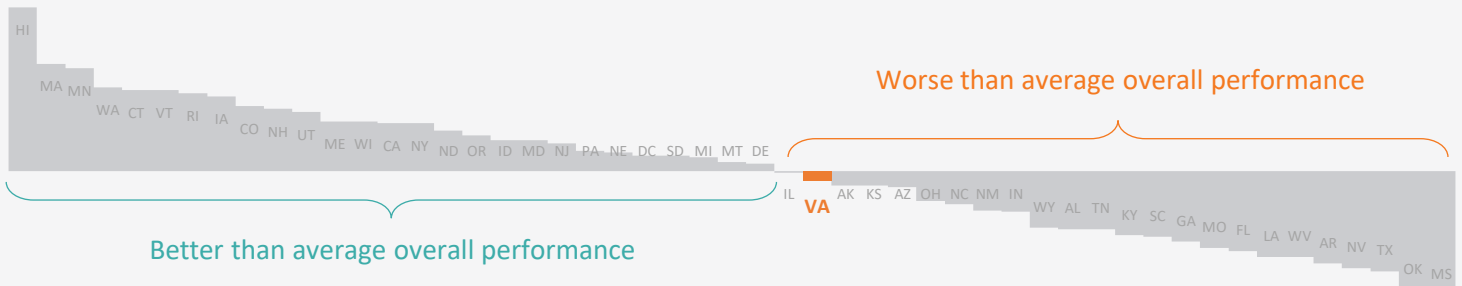 HI
MA
MN
WA
CT
VT
RI
IA
CO
NH
UT
ME
WI
CA
NY
ND
OR
ID
MD
NJ
PA
NE
DC
SD
MI
MT
DE
Better than average overall performance
Worse than average overall performance
IL
VA
AK
KS
AZ
OH
NC
NM
IN
WY
AL
TN
KY
SC
GA
MO
FL
LA
WV
AR
NV
TX
OK
MS